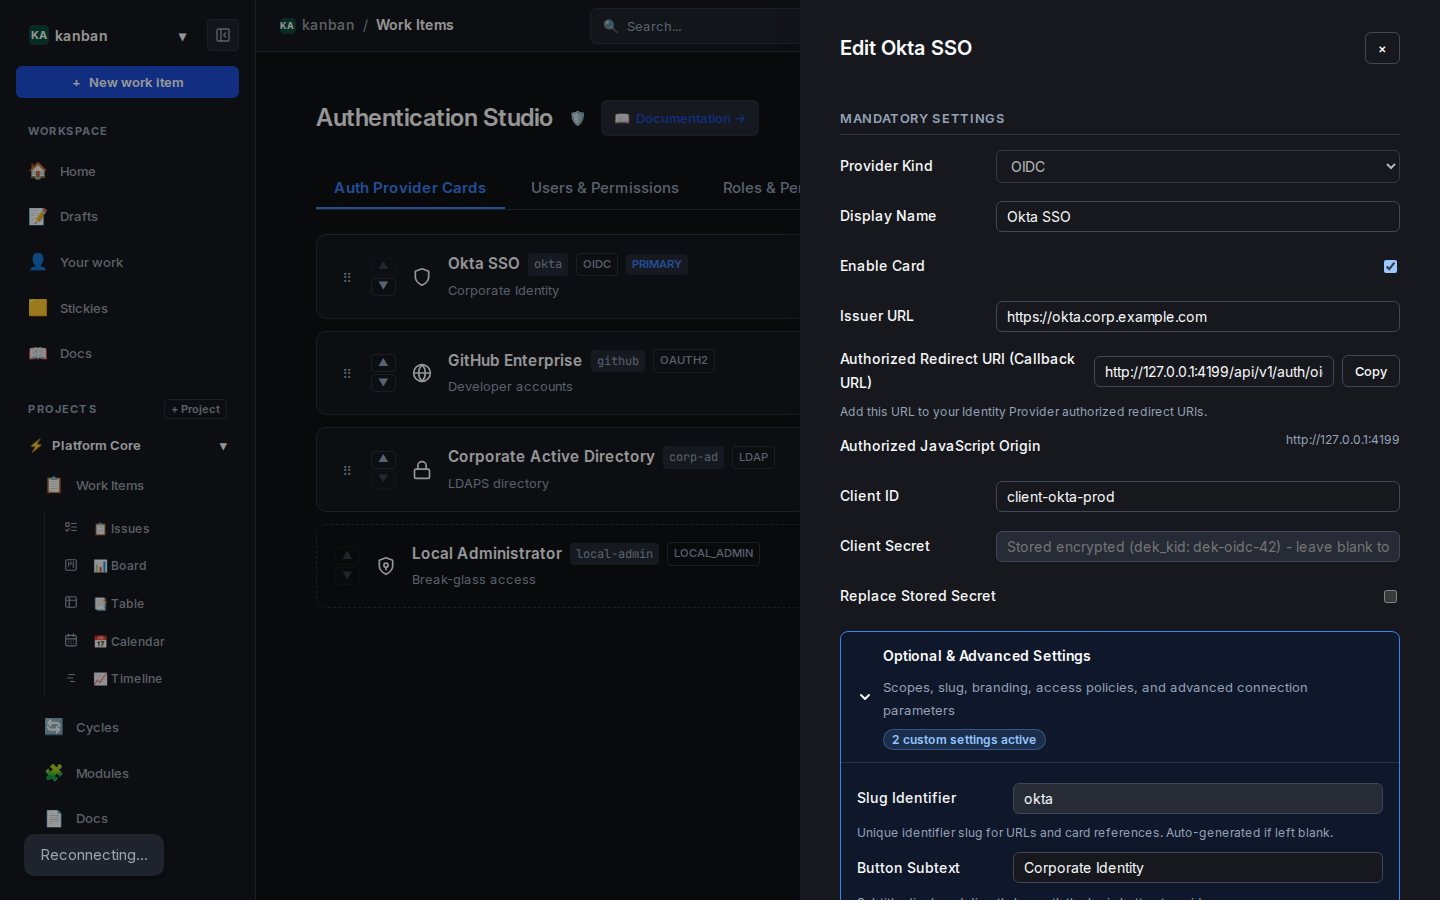 KA kanban ▾
+ New work item
WORKSPACE
Home
Drafts
Your work
Stickies
Docs
PROJECTS + Project
Platform Core ▾
Work Items
Issues
Board
Table
Calendar
Timeline
Cycles
Modules
Docs
Reconnecting...
KA kanban / Work Items
Search...
Authentication Studio
Documentation →
Auth Provider Cards Users & Permissions Roles & Per
Okta SSO okta OIDC PRIMARY
Corporate Identity
GitHub Enterprise github OAUTH2
Developer accounts
Corporate Active Directory corp-ad LDAP
LDAPS directory
Local Administrator local-admin LOCAL_ADMIN
Break-glass access
Edit Okta SSO ×
MANDATORY SETTINGS
Provider Kind OIDC
Display Name Okta SSO
Enable Card
Issuer URL https://okta.corp.example.com
Authorized Redirect URI (Callback URL) http://127.0.0.1:4199/api/v1/auth/oi Copy
Add this URL to your Identity Provider authorized redirect URIs.
Authorized JavaScript Origin http://127.0.0.1:4199
Client ID client-okta-prod
Client Secret Stored encrypted (dek_kid: dek-oidc-42) - leave blank to
Replace Stored Secret
Optional & Advanced Settings
Scopes, slug, branding, access policies, and advanced connection
parameters
2 custom settings active
Slug Identifier okta
Unique identifier slug for URLs and card references. Auto-generated if left blank.
Button Subtext Corporate Identity